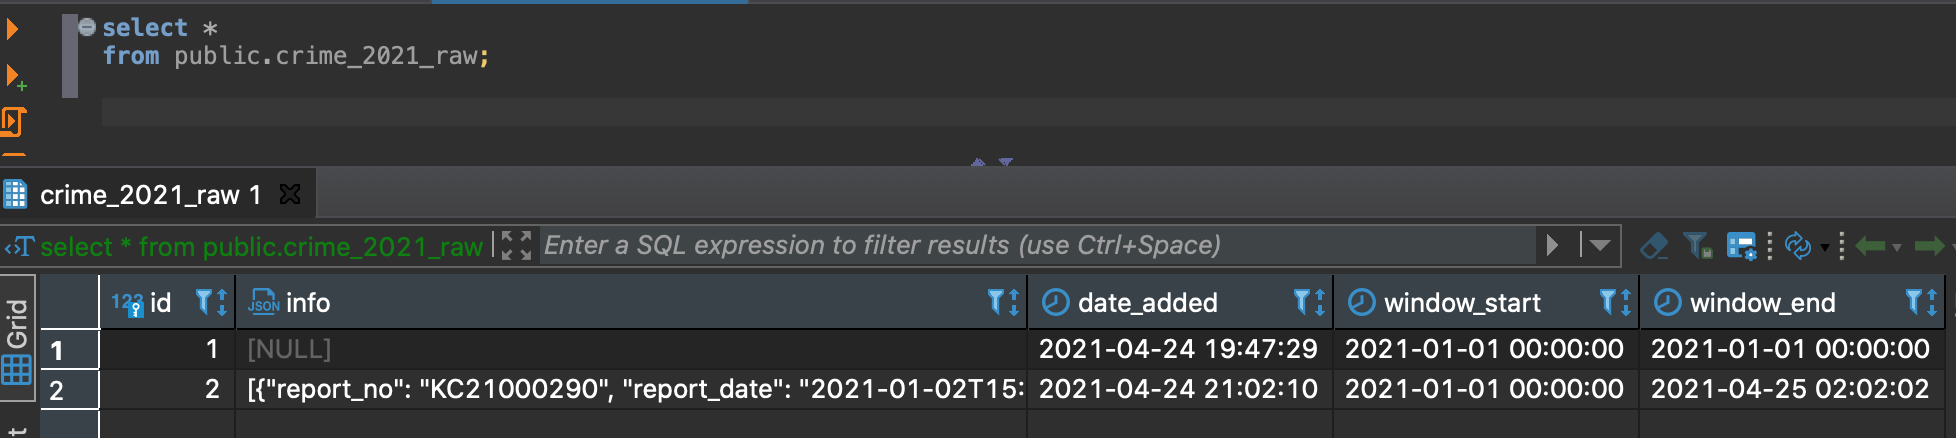 select *
from public.crime_2021_raw;
crime_2021_raw 1
select * from public.crime_2021_raw Enter a SQL expression to filter results (use Ctrl+Space)
Grid
123 id JSON info date_added window_start window_end
1 1 [NULL] 2021-04-24 19:47:29 2021-01-01 00:00:00 2021-01-01 00:00:00
2 2 [{"report_no": "KC21000290", "report_date": "2021-01-02T15: 2021-04-24 21:02:10 2021-01-01 00:00:00 2021-04-25 02:02:02